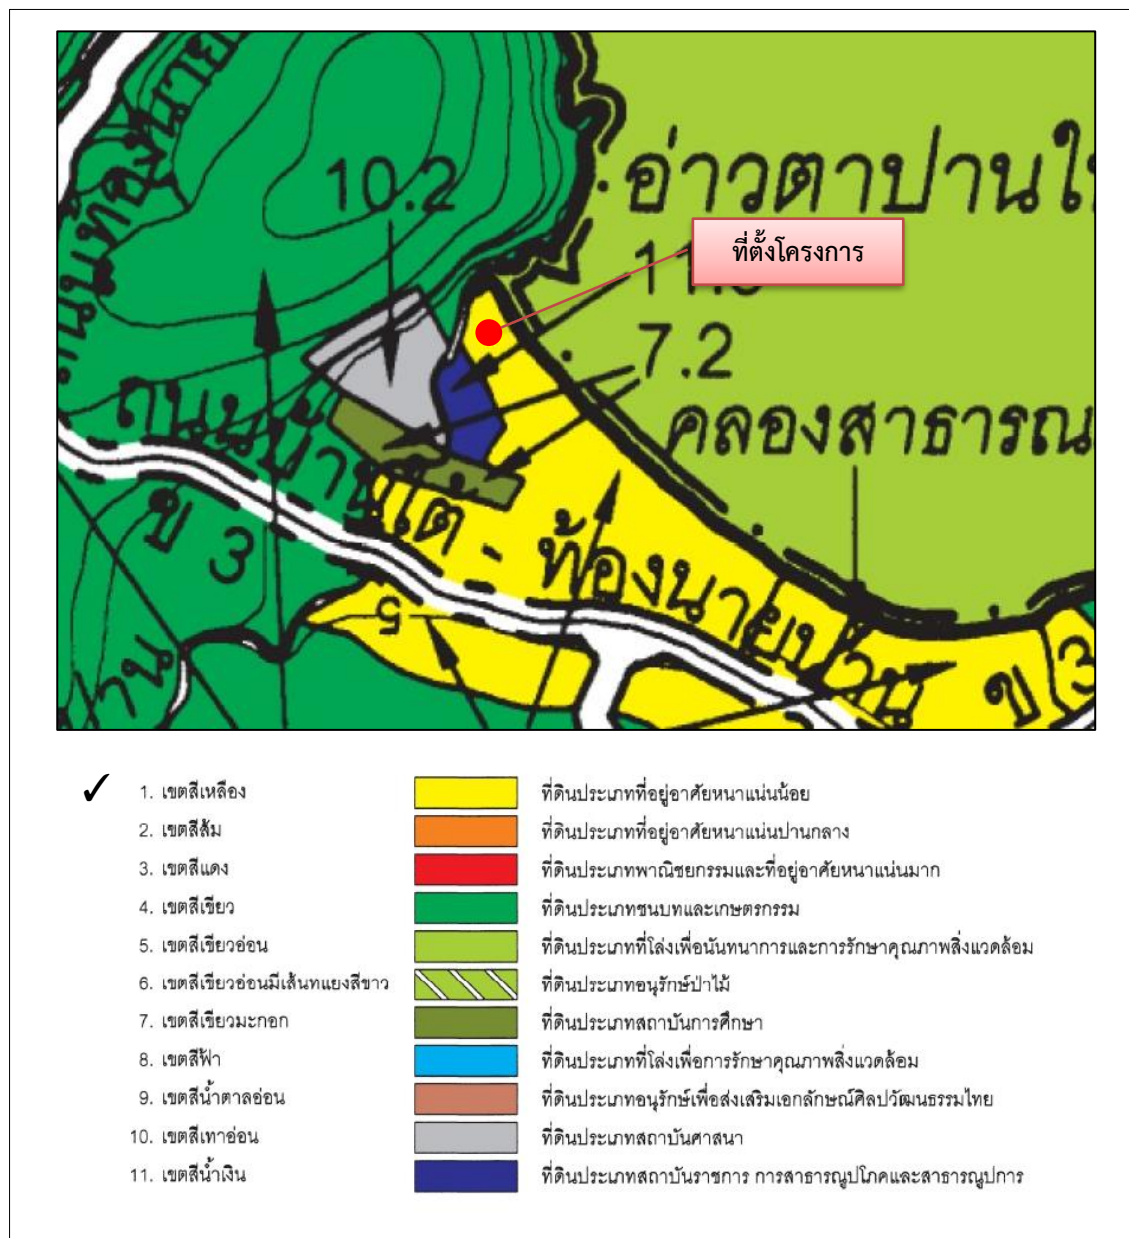 10.2
อ่าวตาปานให
ที่ตั้งโครงการ
7.2
คลองสาธารณ
ถนนบ้านใต้ - ท้องนายปาน
ข 3
5
ข 3
✓ 1. เขตสีเหลือง ที่ดินประเภทที่อยู่อาศัยหนาแน่นน้อย
2. เขตสีส้ม ที่ดินประเภทที่อยู่อาศัยหนาแน่นปานกลาง
3. เขตสีแดง ที่ดินประเภทพาณิชยกรรมและที่อยู่อาศัยหนาแน่นมาก
4. เขตสีเขียว ที่ดินประเภทชนบทและเกษตรกรรม
5. เขตสีเขียวอ่อน ที่ดินประเภทที่โล่งเพื่อนันทนาการและการรักษาคุณภาพสิ่งแวดล้อม
6. เขตสีเขียวอ่อนมีเส้นทแยงสีขาว ที่ดินประเภทอนุรักษ์ป่าไม้
7. เขตสีเขียวมะกอก ที่ดินประเภทสถาบันการศึกษา
8. เขตสีฟ้า ที่ดินประเภทที่โล่งเพื่อการรักษาคุณภาพสิ่งแวดล้อม
9. เขตสีน้ำตาลอ่อน ที่ดินประเภทอนุรักษ์เพื่อส่งเสริมเอกลักษณ์ศิลปวัฒนธรรมไทย
10. เขตสีเทาอ่อน ที่ดินประเภทสถาบันศาสนา
11. เขตสีน้ำเงิน ที่ดินประเภทสถาบันราชการ การสาธารณูปโภคและสาธารณูปการ